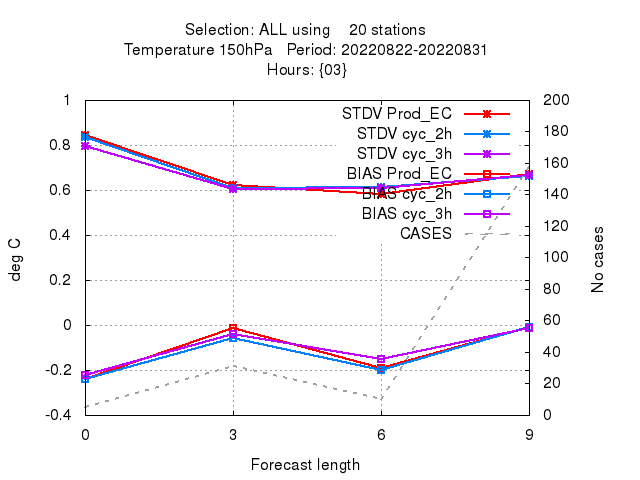 Selection: ALL using 20 stations
Temperature 150hPa Period: 20220822-20220831
Hours: {03}
1
0.8
0.6
0.4
0.2
0
-0.2
-0.4
deg C
STDV Prod_EC
STDV cyc_2h
STDV cyc_3h
BIAS Prod_EC
BIAS cyc_2h
BIAS cyc_3h
CASES
200
180
160
140
120
100
80
60
40
20
0
No cases
0 3 6 9
Forecast length